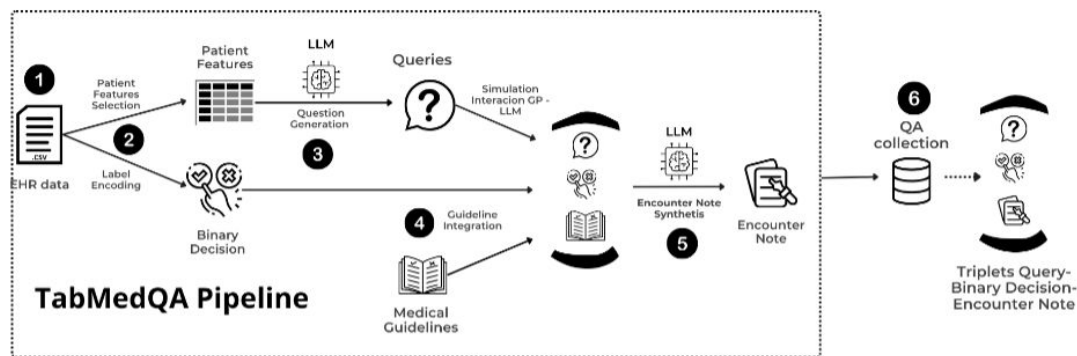 1
.CSV
EHR data
Patient
Features
Selection
2
Label
Encoding
Patient
Features
Binary
Decision
LLM
Question
Generation
3
Queries
Simulation
Interacion GP -
LLM
4
Guideline
Integration
Medical
Guidelines
LLM
Encounter Note
Synthetis
5
Encounter
Note
TabMedQA Pipeline
6
QA
collection
Triplets Query-
Binary Decision-
Encounter Note